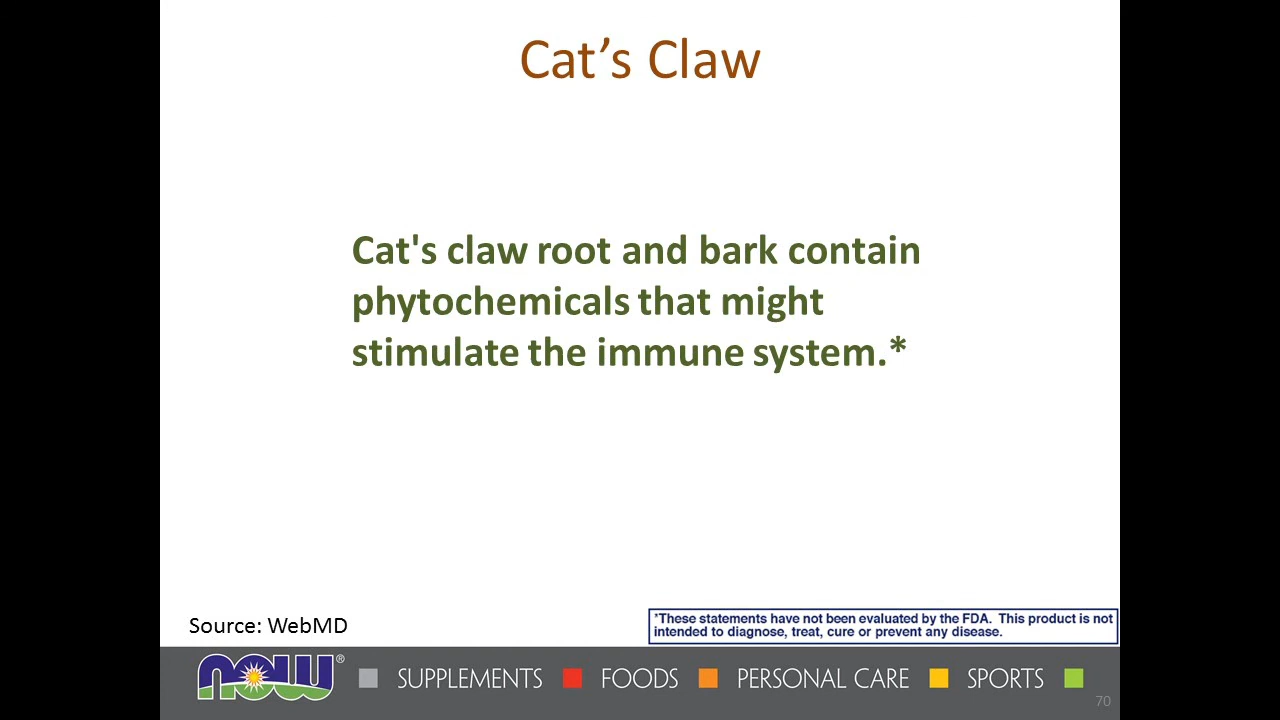 Cat’s Claw
Cat's claw root and bark contain
phytochemicals that might
stimulate the immune system.*
Source: WebMD
*These statements have not been evaluated by the FDA. This product is not
intended to diagnose, treat, cure or prevent any disease.
now® SUPPLEMENTS FOODS PERSONAL CARE SPORTS
70